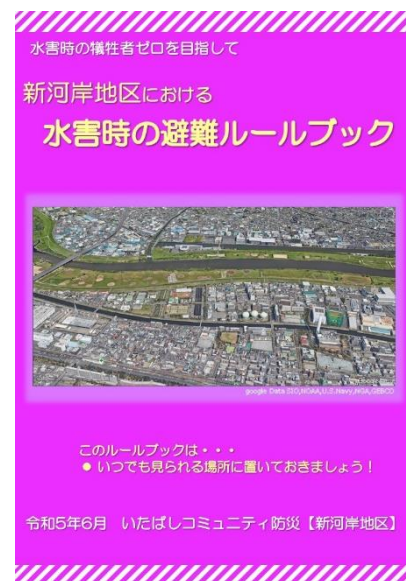 水害時の犠牲者ゼロを目指して
新河岸地区における
水害時の避難ルールブック
google Data SIO,NOAA,U.S.Navy,NGA,GEBCO
このルールブックは・・・
● いつでも見られる場所に置いておきましょう！
令和5年6月　いたばしコミュニティ防災【新河岸地区】